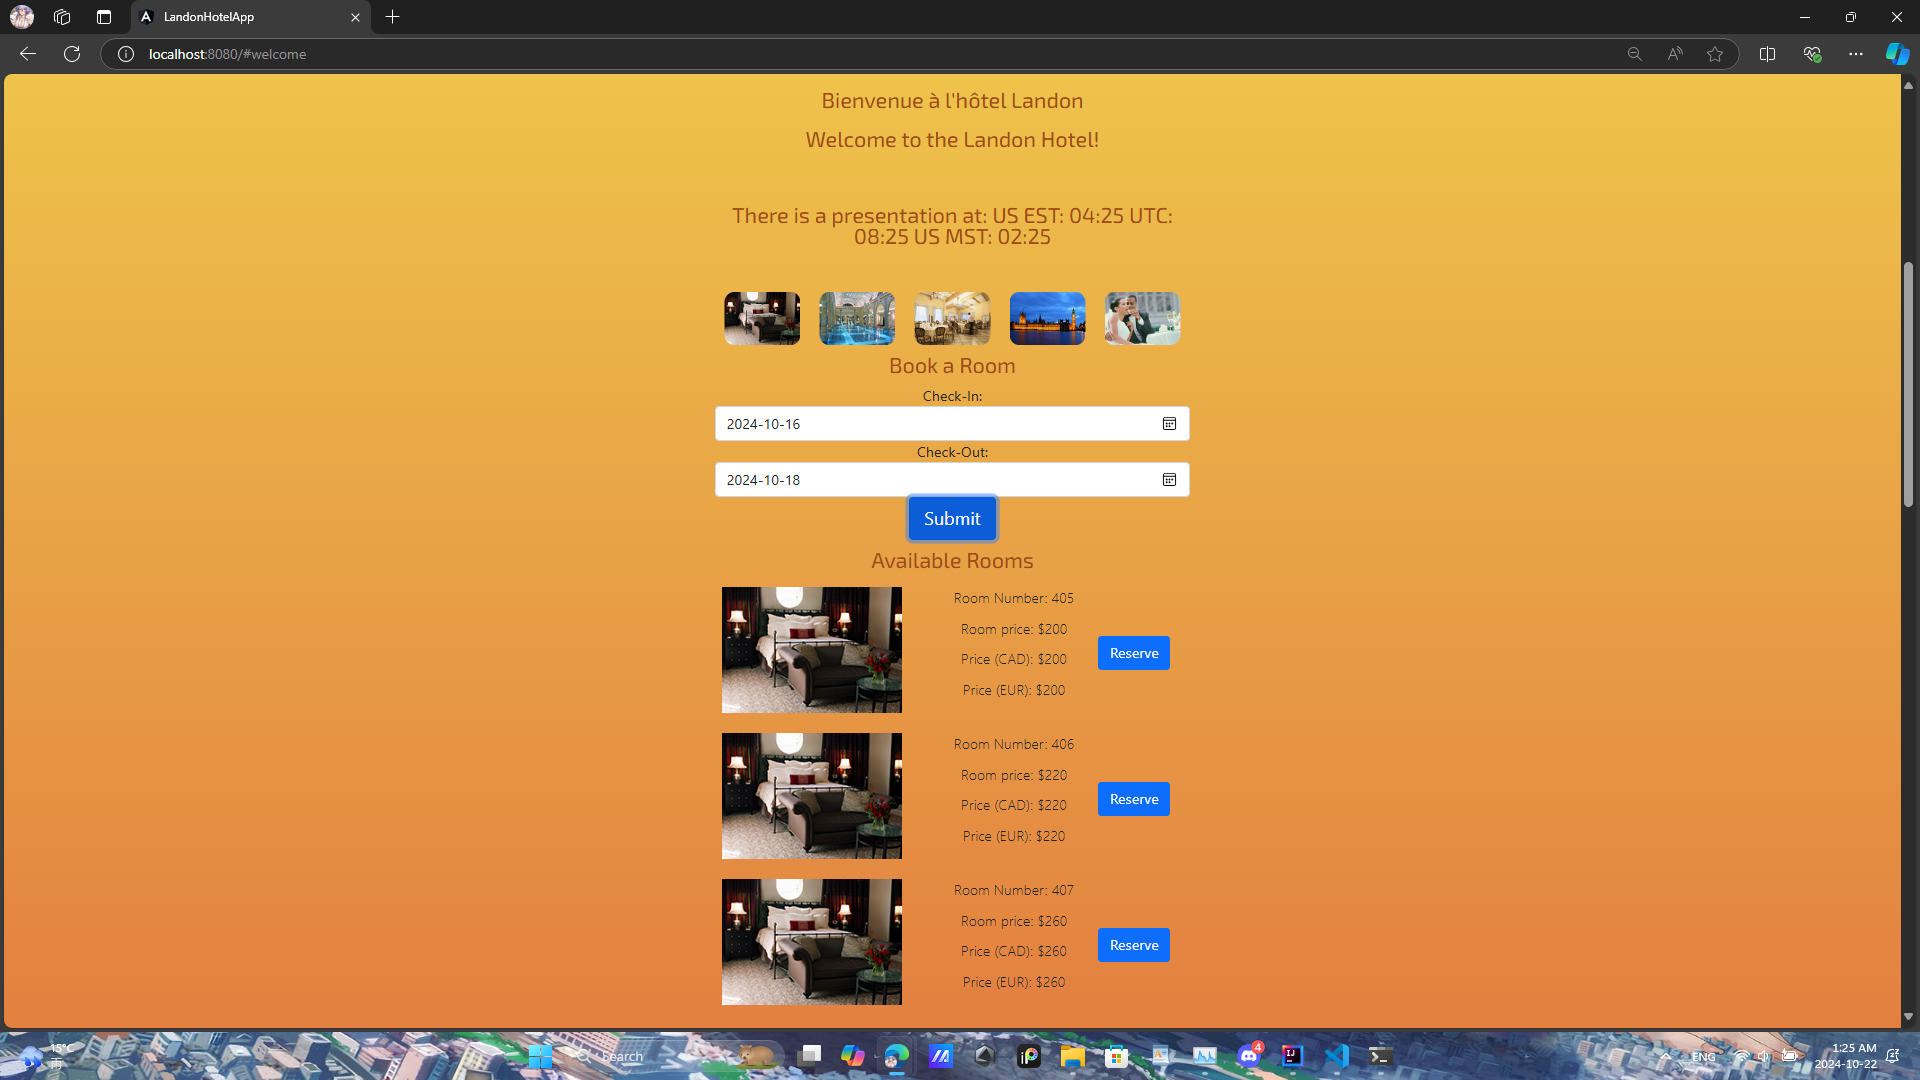 LandonHotelApp
localhost:8080/#welcome
Bienvenue à l'hôtel Landon
Welcome to the Landon Hotel!
There is a presentation at: US EST: 04:25 UTC:
08:25 US MST: 02:25
Book a Room
Check-In:
2024-10-16
Check-Out:
2024-10-18
Submit
Available Rooms
Room Number: 405
Room price: $200
Price (CAD): $200
Price (EUR): $200
Reserve
Room Number: 406
Room price: $220
Price (CAD): $220
Price (EUR): $220
Reserve
Room Number: 407
Room price: $260
Price (CAD): $260
Price (EUR): $260
Reserve
15°C
雨
Search
4
ENG
1:25 AM
2024-10-22